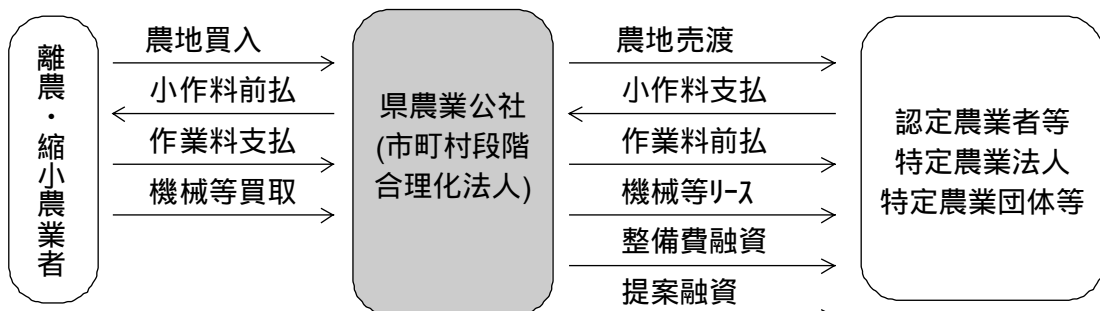 離農・縮小農業者
農地買入
小作料前払
作業料支払
機械等買取
県農業公社
(市町村段階
合理化法人)
農地売渡
小作料支払
作業料前払
機械等リース
整備費融資
提案融資
認定農業者等
特定農業法人
特定農業団体等